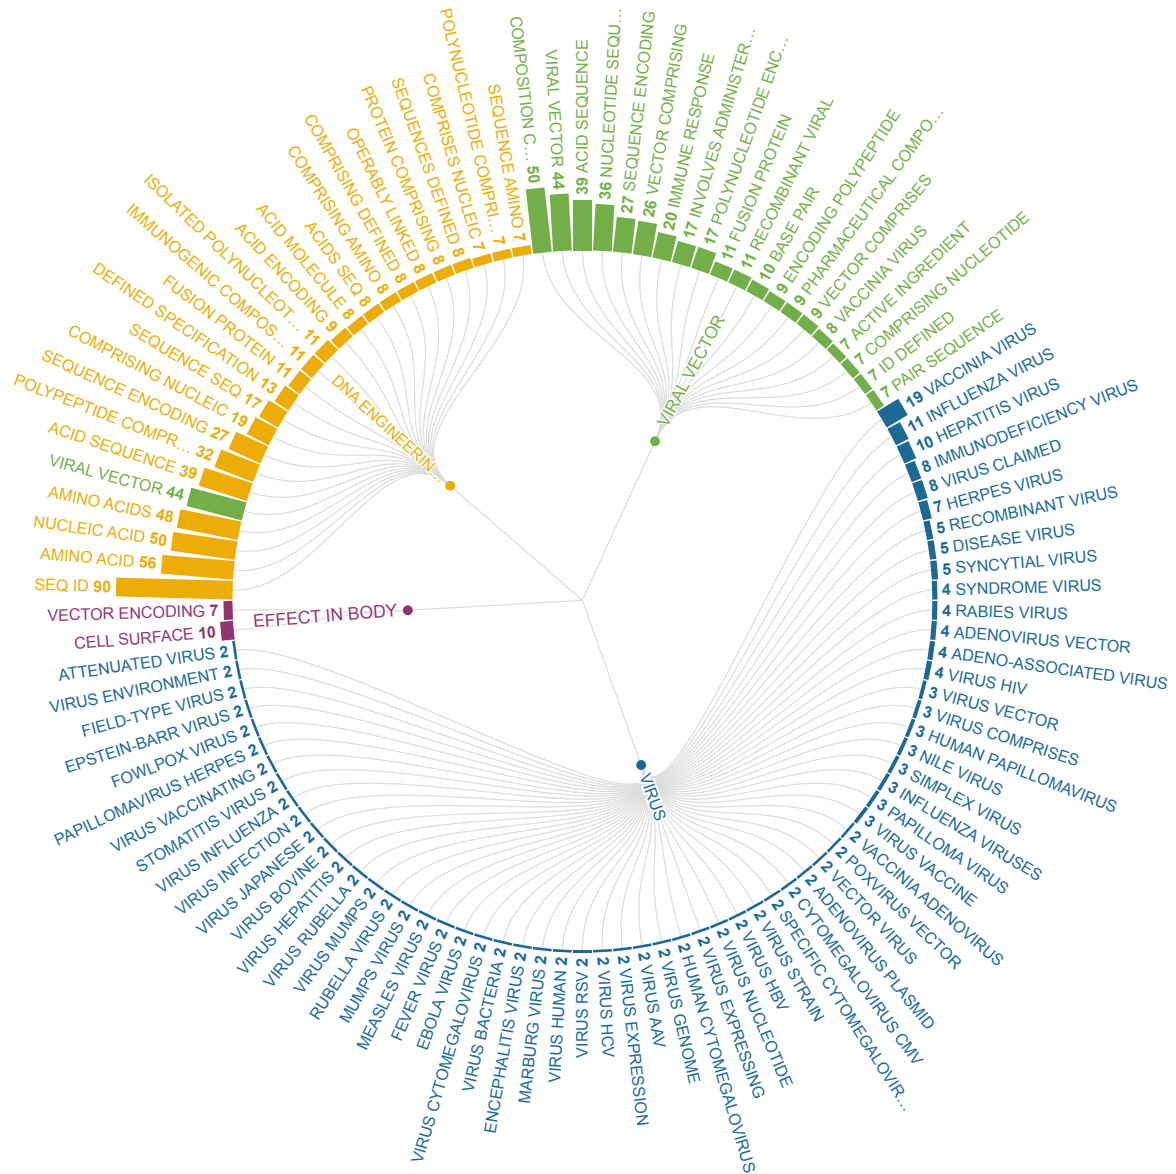 COMPOSITION C... 50
VIRAL VECTOR 44
39 ACID SEQUENCE
36 NUCLEOTIDE SEQU...
27 SEQUENCE ENCODING
26 VECTOR COMPRISING
20 IMMUNE RESPONSE
17 INVOLVES ADMINISTER...
17 POLYNUCLEOTIDE ENC...
11 FUSION PROTEIN
11 RECOMBINANT VIRAL
10 BASE PAIR
9 ENCODING POLYPEPTIDE
9 PHARMACEUTICAL COMPO...
9 VECTOR COMPRISES
8 VACCINIA VIRUS
7 ACTIVE INGREDIENT
7 COMPRISING NUCLEOTIDE
7 ID DEFINED
7 PAIR SEQUENCE
19 VACCINIA VIRUS
11 INFLUENZA VIRUS
10 HEPATITIS VIRUS
8 IMMUNODEFICIENCY VIRUS
8 VIRUS CLAIMED
7 HERPES VIRUS
5 RECOMBINANT VIRUS
5 DISEASE VIRUS
5 SYNCYTIAL VIRUS
4 SYNDROME VIRUS
4 RABIES VIRUS
4 ADENOVIRUS VECTOR
4 ADENO-ASSOCIATED VIRUS
4 VIRUS HIV
3 VIRUS VECTOR
3 VIRUS COMPRISES
3 HUMAN PAPILLOMAVIRUS
3 NILE VIRUS
3 SIMPLEX VIRUS
3 INFLUENZA VIRUSES
3 PAPILLOMA VIRUS
3 VIRUS VACCINE
2 VACCINIA ADENOVIRUS
2 POXVIRUS VECTOR
2 VECTOR VIRUS
2 ADENOVIRUS PLASMID
2 CYTOMEGALOVIRUS CMV
2 SPECIFIC CYTOMEGALOVIR...
2 VIRUS STRAIN
2 VIRUS HBV
2 VIRUS NUCLEOTIDE
2 VIRUS EXPRESSING
2 HUMAN CYTOMEGALOVIRUS
2 VIRUS GENOME
2 VIRUS AAV
2 VIRUS EXPRESSION
2 VIRUS HCV
VIRUS RSV 2
VIRUS HUMAN 2
MARBURG VIRUS 2
ENCEPHALITIS VIRUS 2
VIRUS BACTERIA 2
VIRUS CYTOMEGALOVIRUS 2
EBOLA VIRUS 2
FEVER VIRUS 2
MEASLES VIRUS 2
MUMPS VIRUS 2
RUBELLA VIRUS 2
VIRUS MUMPS 2
VIRUS RUBELLA 2
VIRUS HEPATITIS 2
VIRUS BOVINE 2
VIRUS JAPANESE 2
VIRUS INFECTION 2
VIRUS INFLUENZA 2
STOMATITIS VIRUS 2
VIRUS VACCINATING 2
PAPILLOMAVIRUS HERPES 2
FOWLPOX VIRUS 2
EPSTEIN-BARR VIRUS 2
FIELD-TYPE VIRUS 2
VIRUS ENVIRONMENT 2
ATTENUATED VIRUS 2
CELL SURFACE 10
VECTOR ENCODING 7
SEQ ID 90
AMINO ACID 56
NUCLEIC ACID 50
AMINO ACIDS 48
VIRAL VECTOR 44
ACID SEQUENCE 39
POLYPEPTIDE COMPR... 32
SEQUENCE ENCODING 27
COMPRISING NUCLEIC 19
SEQUENCE SEQ 17
DEFINED SPECIFICATION 13
FUSION PROTEIN 11
IMMUNOGENIC COMPOS... 11
ISOLATED POLYNUCLEOT... 11
ACID ENCODING 9
ACID MOLECULE 8
ACIDS SEQ 8
COMPRISING AMINO 8
COMPRISING DEFINED 8
OPERABLY LINKED 8
PROTEIN COMPRISING 8
SEQUENCES DEFINED 8
COMPRISES NUCLEIC 7
POLYNUCLEOTIDE COMPRI... 7
SEQUENCE AMINO 7
DNA ENGINEERIN...
VIRAL VECTOR
EFFECT IN BODY
VIRUS